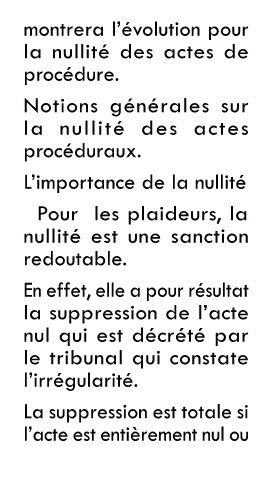 montrera l'évolution pour
la nullité des actes de
procédure.
Notions générales sur
la nullité des actes
procéduraux.
L'importance de la nullité
Pour les plaideurs, la
nullité est une sanction
redoutable.
En effet, elle a pour résultat
la suppression de l'acte
nul qui est décrété par
le tribunal qui constate
l'irrégularité.
La suppression est totale si
l'acte est entièrement nul ou